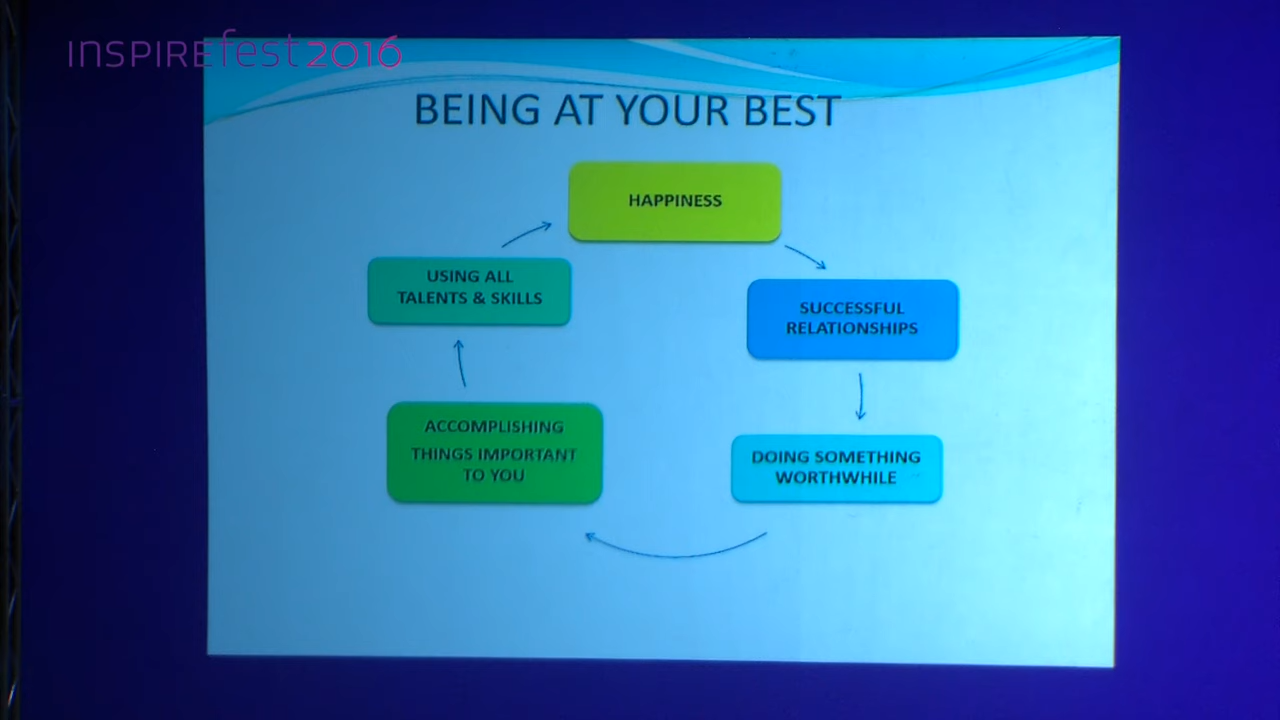 INSPIREfest2016
BEING AT YOUR BEST
HAPPINESS
SUCCESSFUL
RELATIONSHIPS
DOING SOMETHING
WORTHWHILE
ACCOMPLISHING
THINGS IMPORTANT
TO YOU
USING ALL
TALENTS & SKILLS